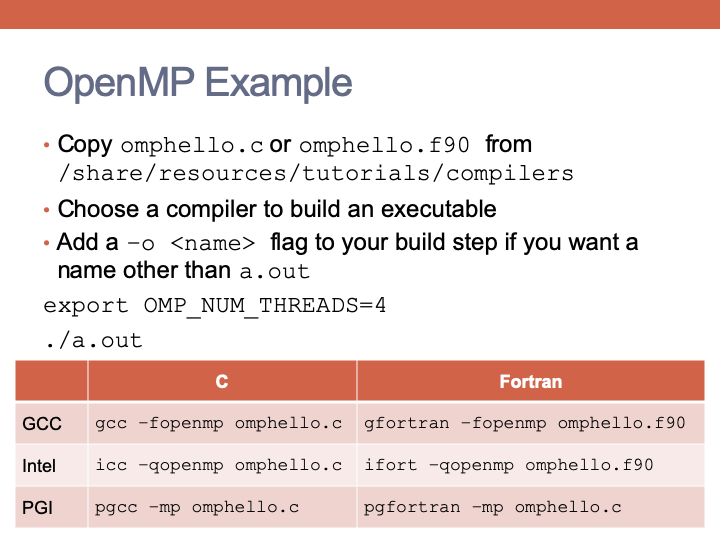 OpenMP Example
• Copy omphello.c or omphello.f90 from
/share/resources/tutorials/compilers
• Choose a compiler to build an executable
• Add a –o <name> flag to your build step if you want a
name other than a.out
export OMP_NUM_THREADS=4
./a.out
C Fortran
GCC gcc –fopenmp omphello.c gfortran –fopenmp omphello.f90
Intel icc –qopenmp omphello.c ifort –qopenmp omphello.f90
PGI pgcc –mp omphello.c pgfortran –mp omphello.c